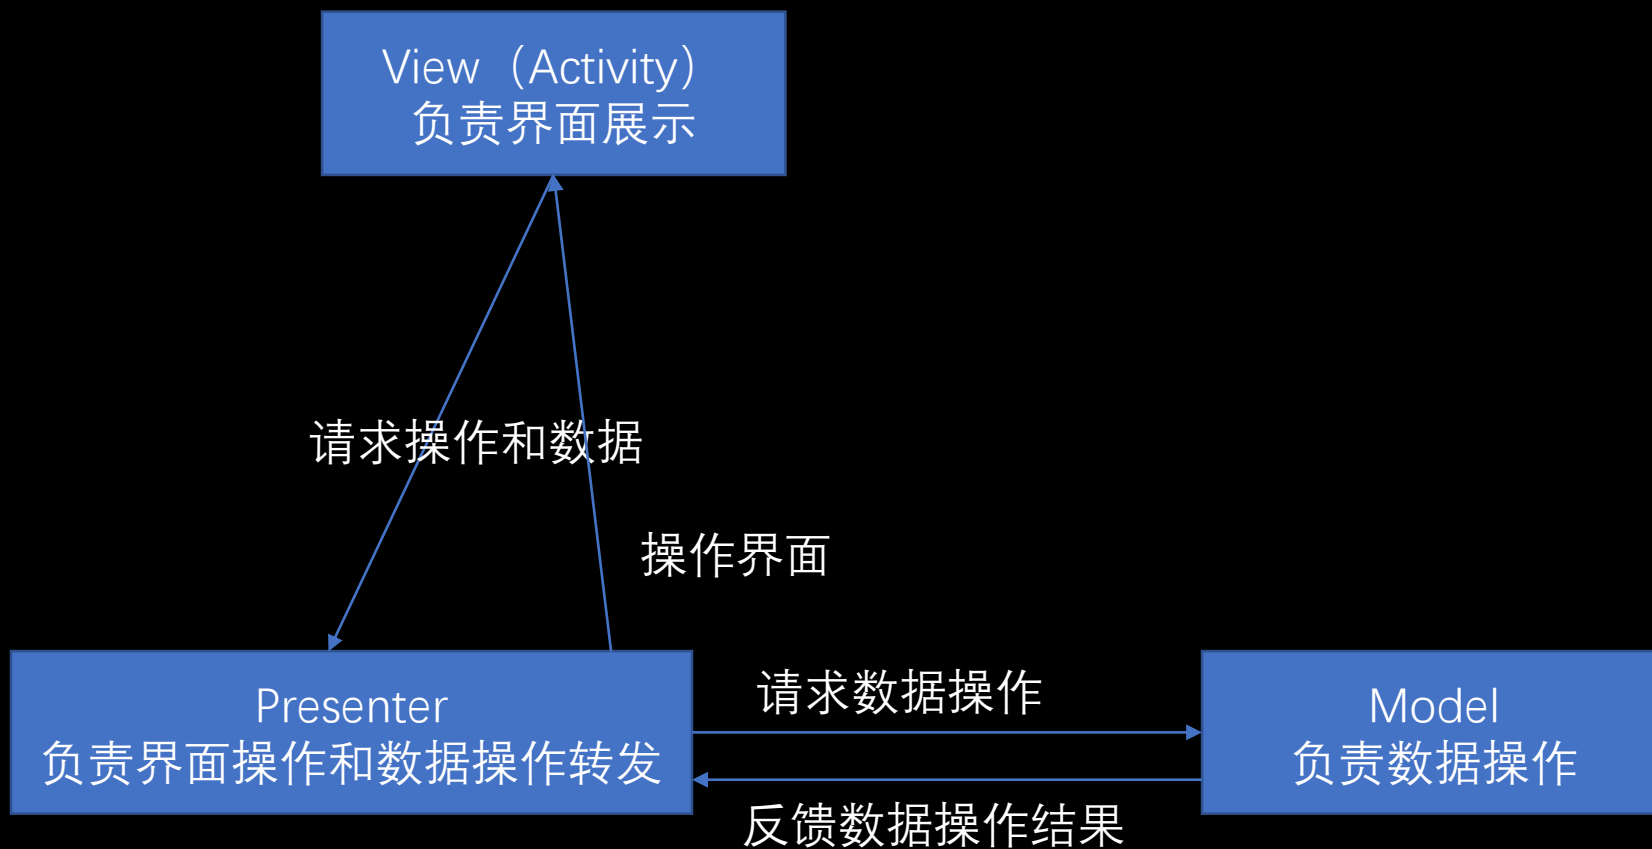 View（Activity）
负责界面展示
请求操作和数据
操作界面
Presenter
负责界面操作和数据操作转发
请求数据操作
反馈数据操作结果
Model
负责数据操作